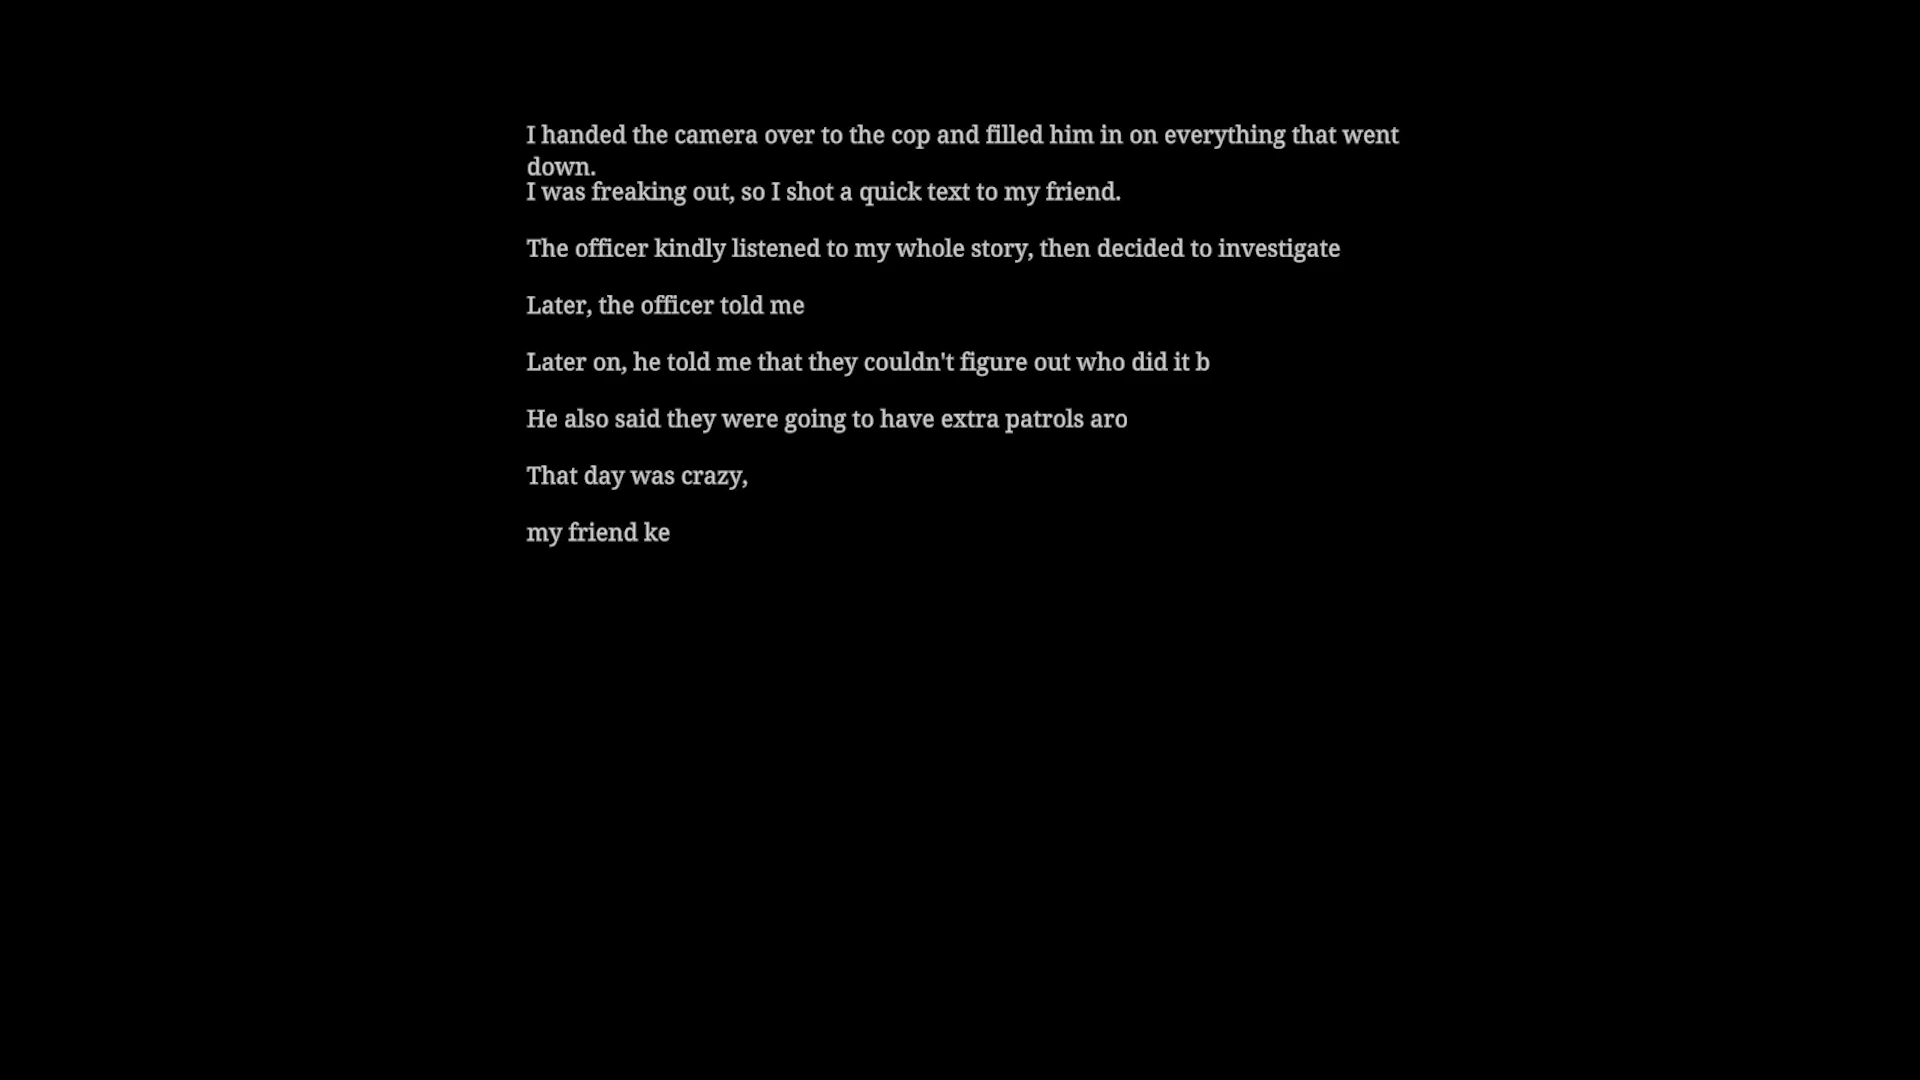 I handed the camera over to the cop and filled him in on everything that went
down.
I was freaking out, so I shot a quick text to my friend.
The officer kindly listened to my whole story, then decided to investigate
Later, the officer told me
Later on, he told me that they couldn't figure out who did it b
He also said they were going to have extra patrols aro
That day was crazy,
my friend ke